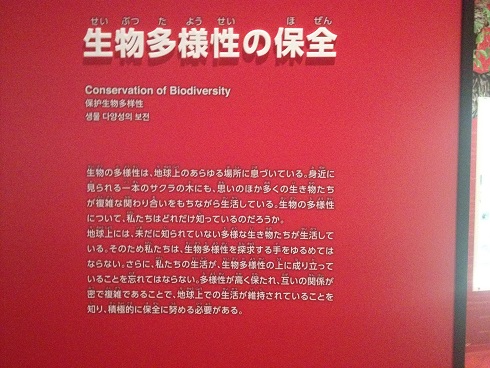 せいぶつたようせい ほぜん
生物多様性の保全
Conservation of Biodiversity
保护生物多样性
생물 다양성의 보전
生物の多様性は、地球上のあらゆる場所に息づいている。身近に
見られる一本のサクラの木にも、思いのほか多くの生き物たち
が複雑な関わり合いをもちながら生活している。生物の多様性
について、私たちはどれだけ知っているのだろうか。
地球上には、未だに知られていない多様な生き物たちが生活して
いる。そのため私たちは、生物多様性を探求する手をゆるめては
ならない。さらに、私たちの生活が、生物多様性の上に成り立って
いることを忘れてはならない。多様性が高く保たれ、互いの関係が
密で複雑であることで、地球上での生活が維持されていることを
知り、積極的に保全に努める必要がある。